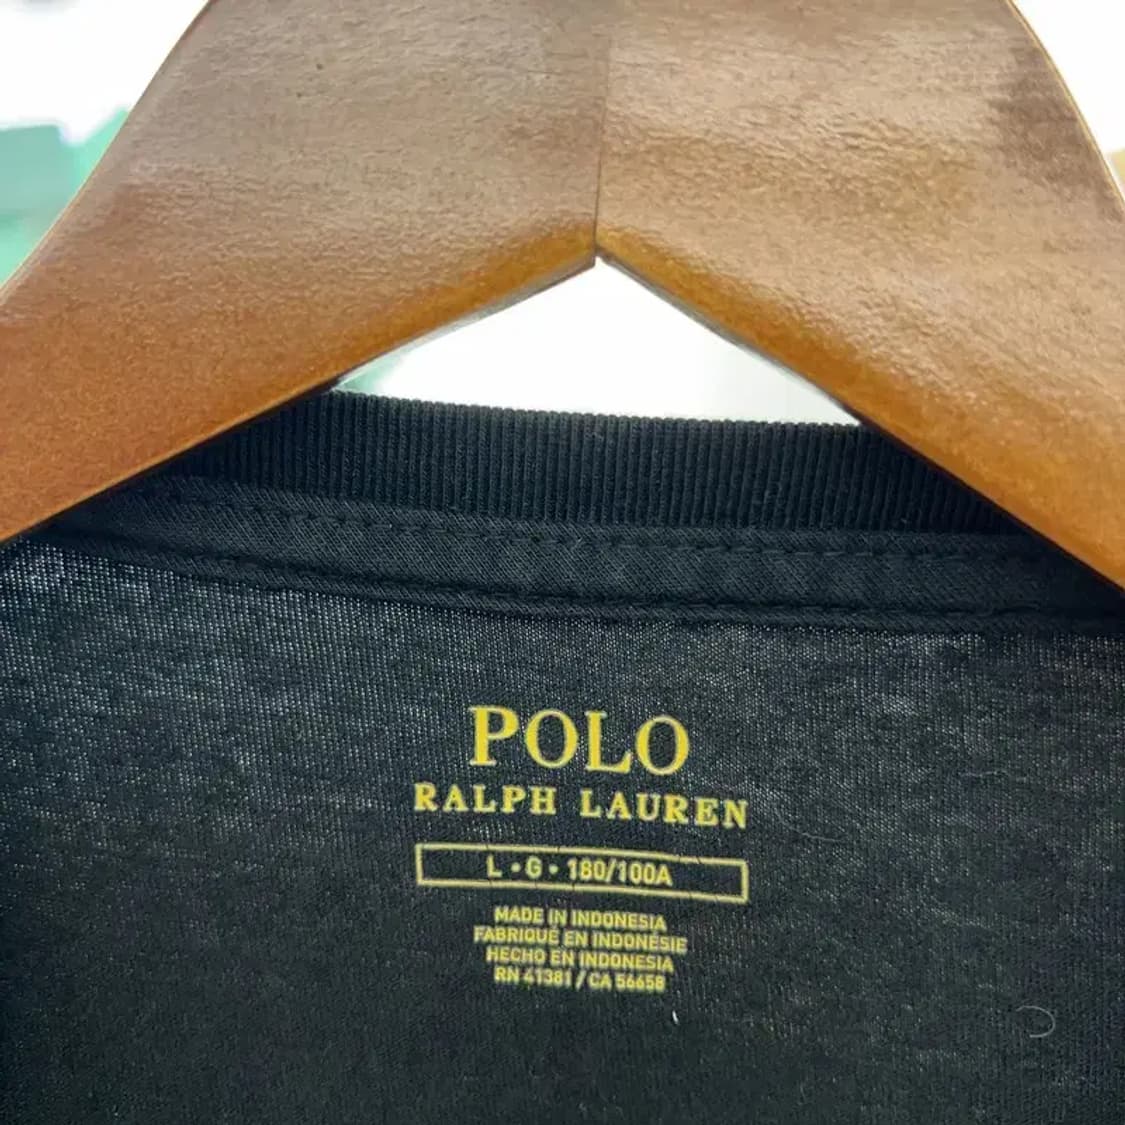 POLO
RALPH LAUREN
L • G • 180/100A
MADE IN INDONESIA
FABRIQUÉ EN INDONÉSIE
HECHO EN INDONESIA
RN 41381 / CA 56658